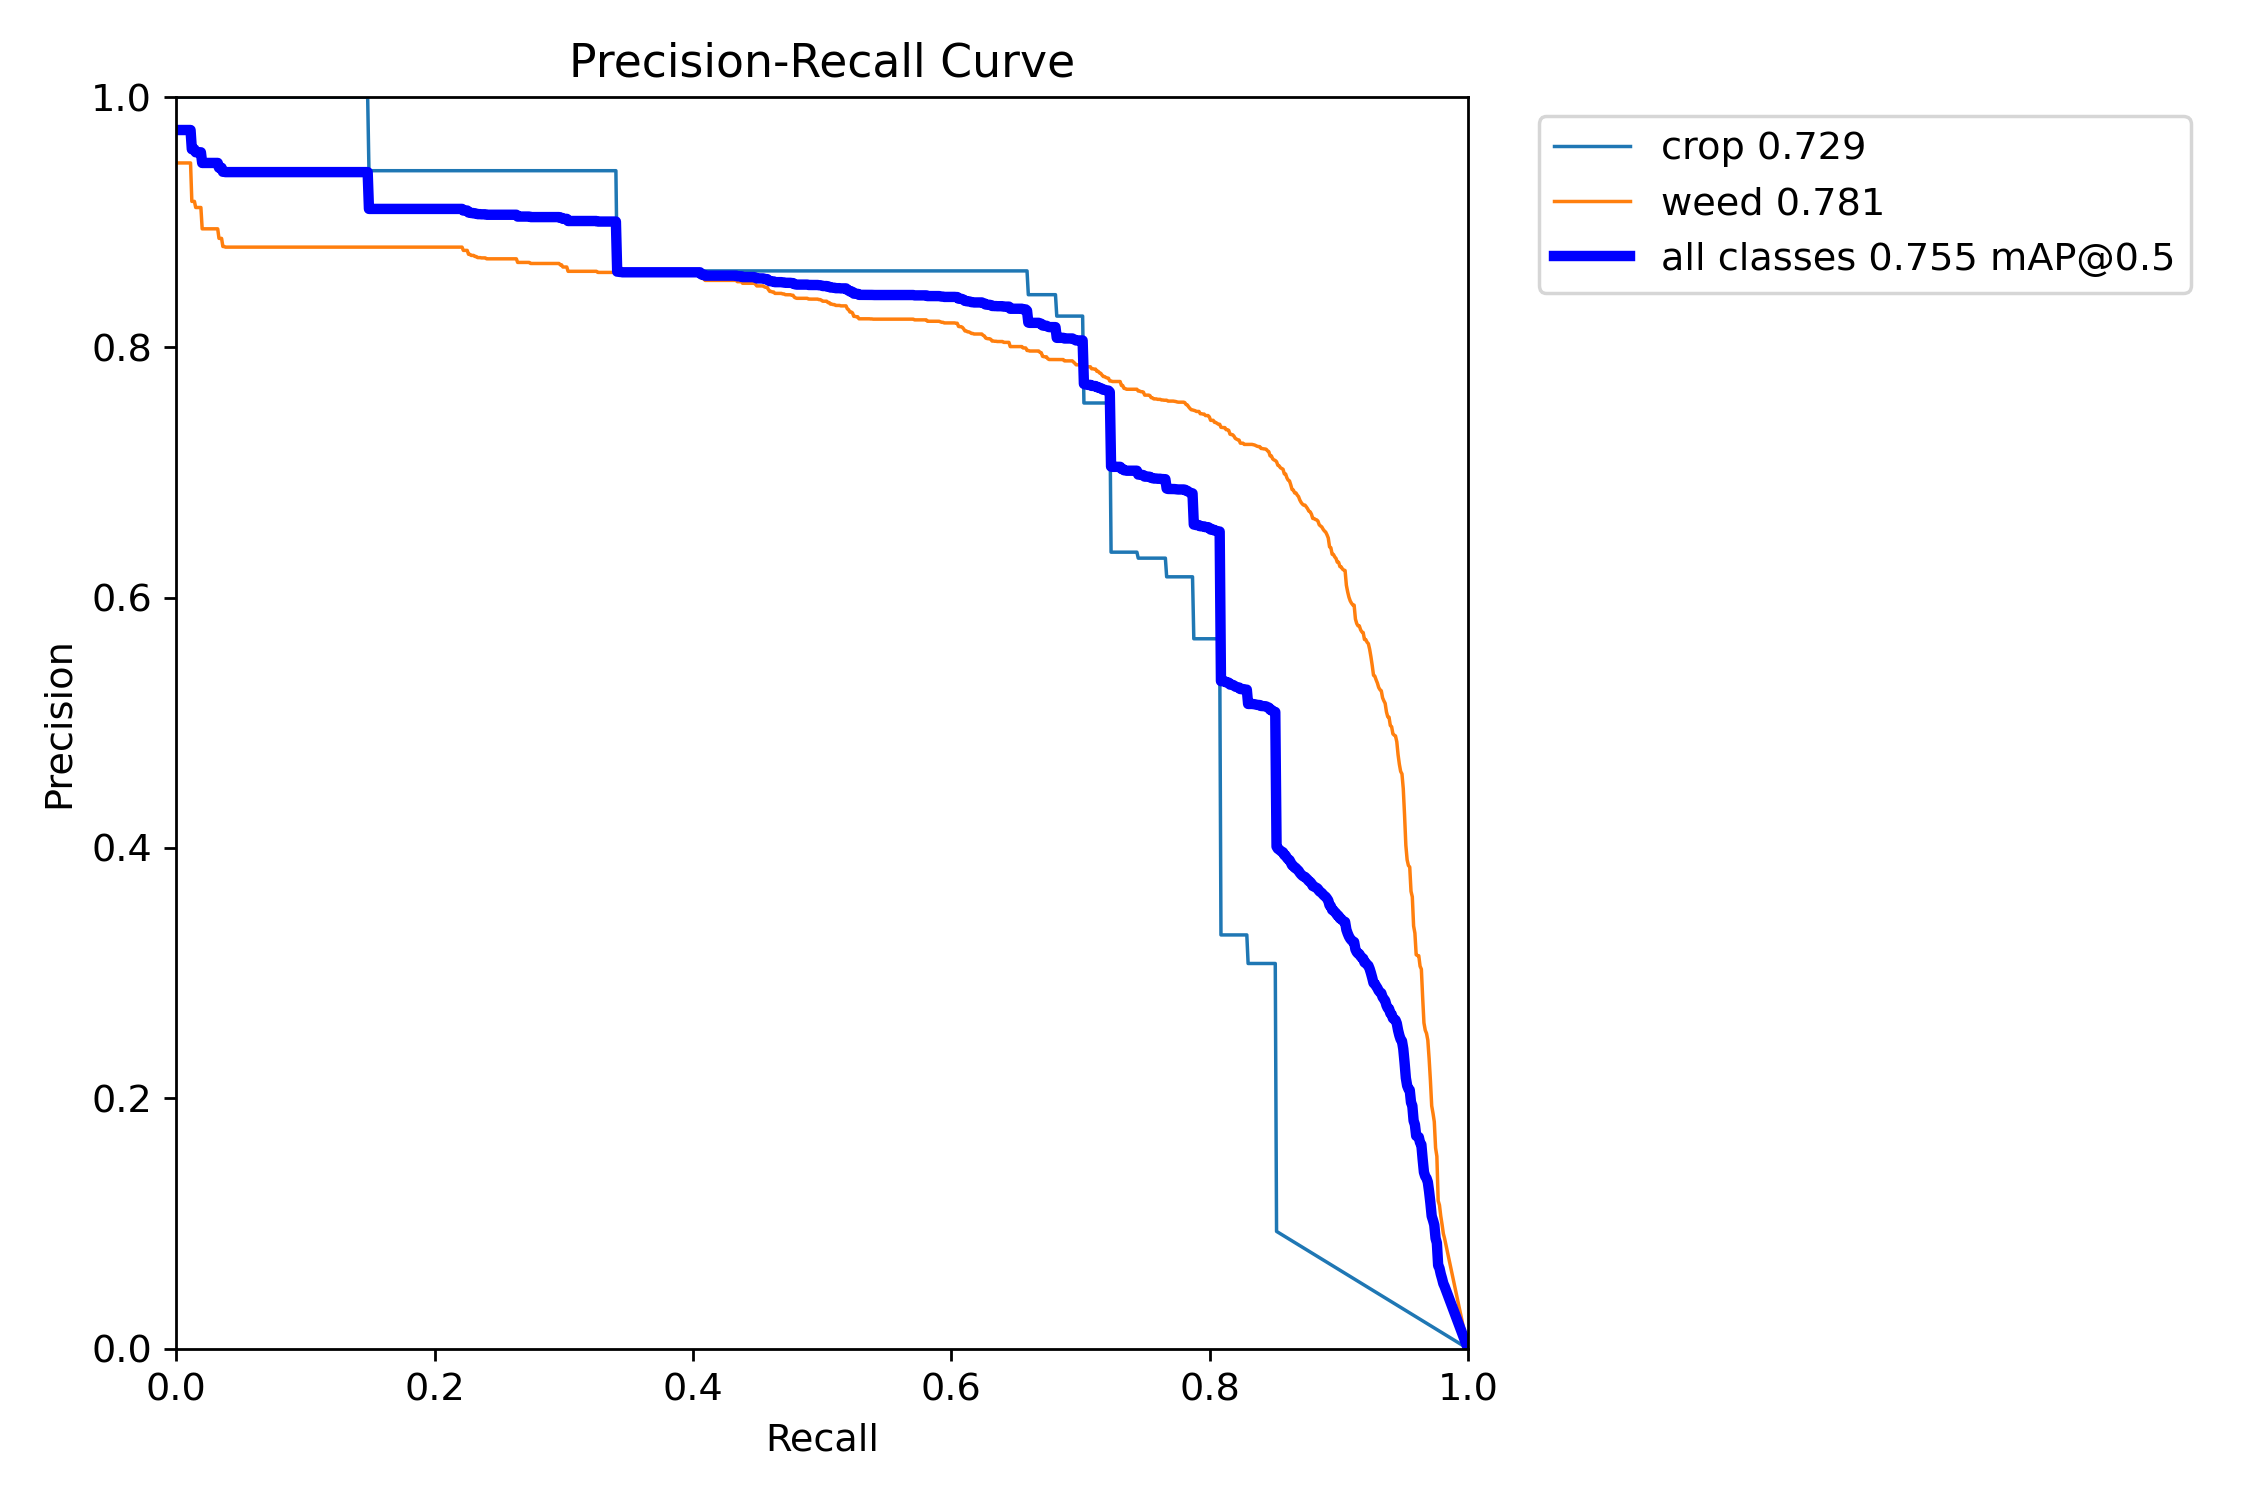 Precision-Recall Curve
1.0
0.8
0.6
0.4
0.2
0.0
Precision
0.0 0.2 0.4 0.6 0.8 1.0
Recall
crop 0.729
weed 0.781
all classes 0.755 mAP@0.5